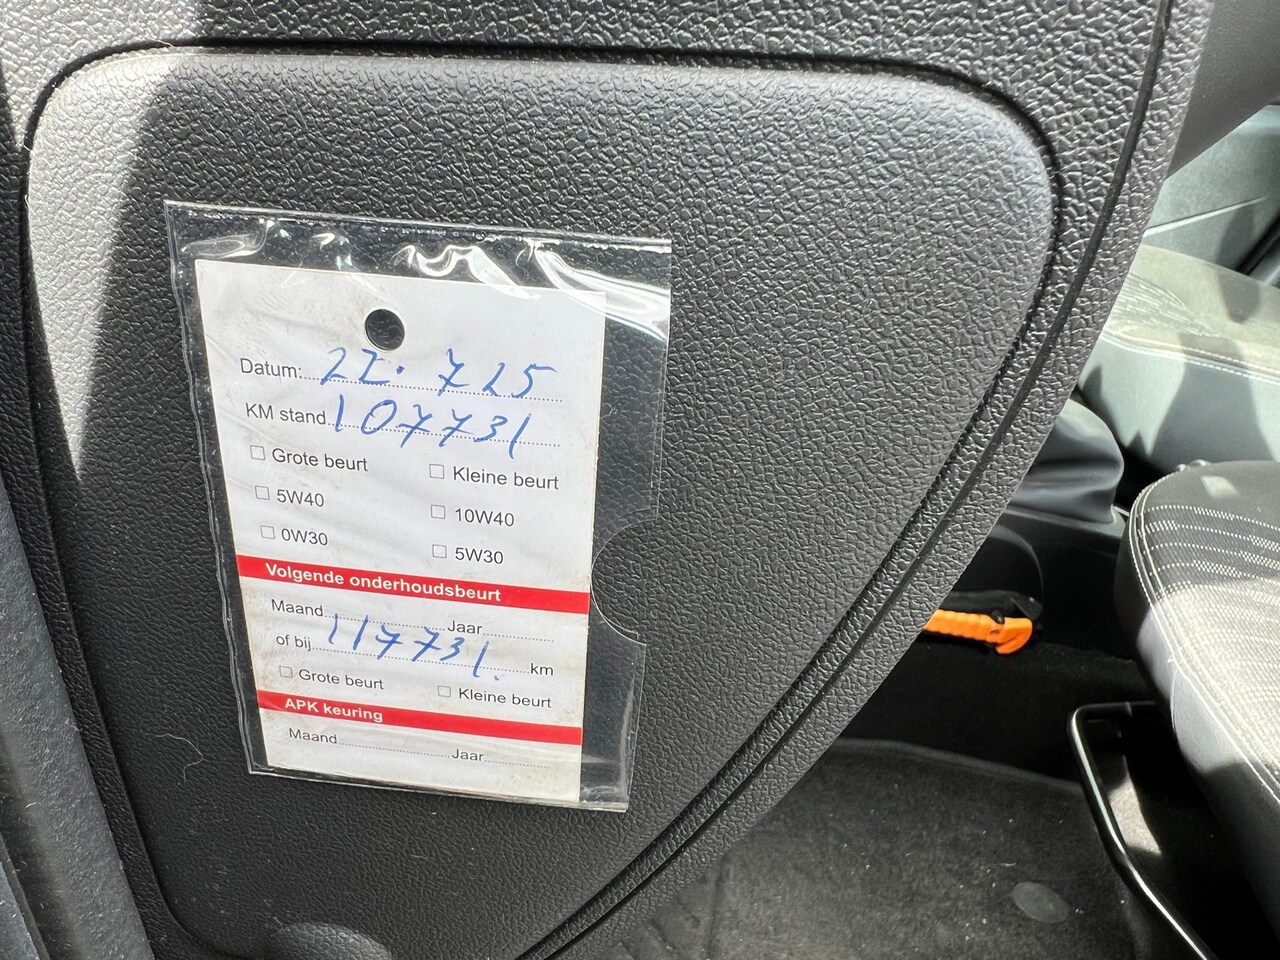 Datum: 22. 7 25
KM stand 107731
Grote beurt Kleine beurt
5W40 10W40
0W30 5W30
Volgende onderhoudsbeurt
Maand Jaar
of bij 117731. km
Grote beurt Kleine beurt
APK keuring
Maand Jaar